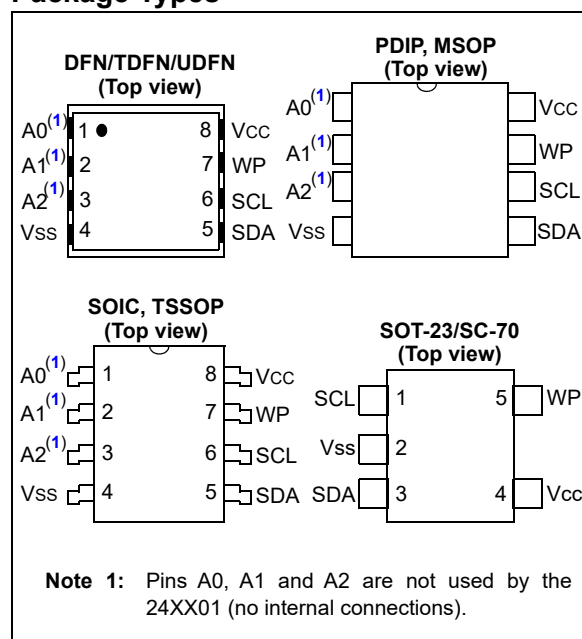 Package Types
DFN/TDFN/UDFN
(Top view)
A0(1) 1 8 VCC
A1(1) 2 7 WP
A2(1) 3 6 SCL
VSS 4 5 SDA
PDIP, MSOP
(Top view)
A0(1) VCC
A1(1) WP
A2(1) SCL
VSS SDA
SOIC, TSSOP
(Top view)
A0(1) 1 8 VCC
A1(1) 2 7 WP
A2(1) 3 6 SCL
VSS 4 5 SDA
SOT-23/SC-70
(Top view)
SCL 1 5 WP
Vss 2
SDA 3 4 Vcc
Note 1: Pins A0, A1 and A2 are not used by the
24XX01 (no internal connections).